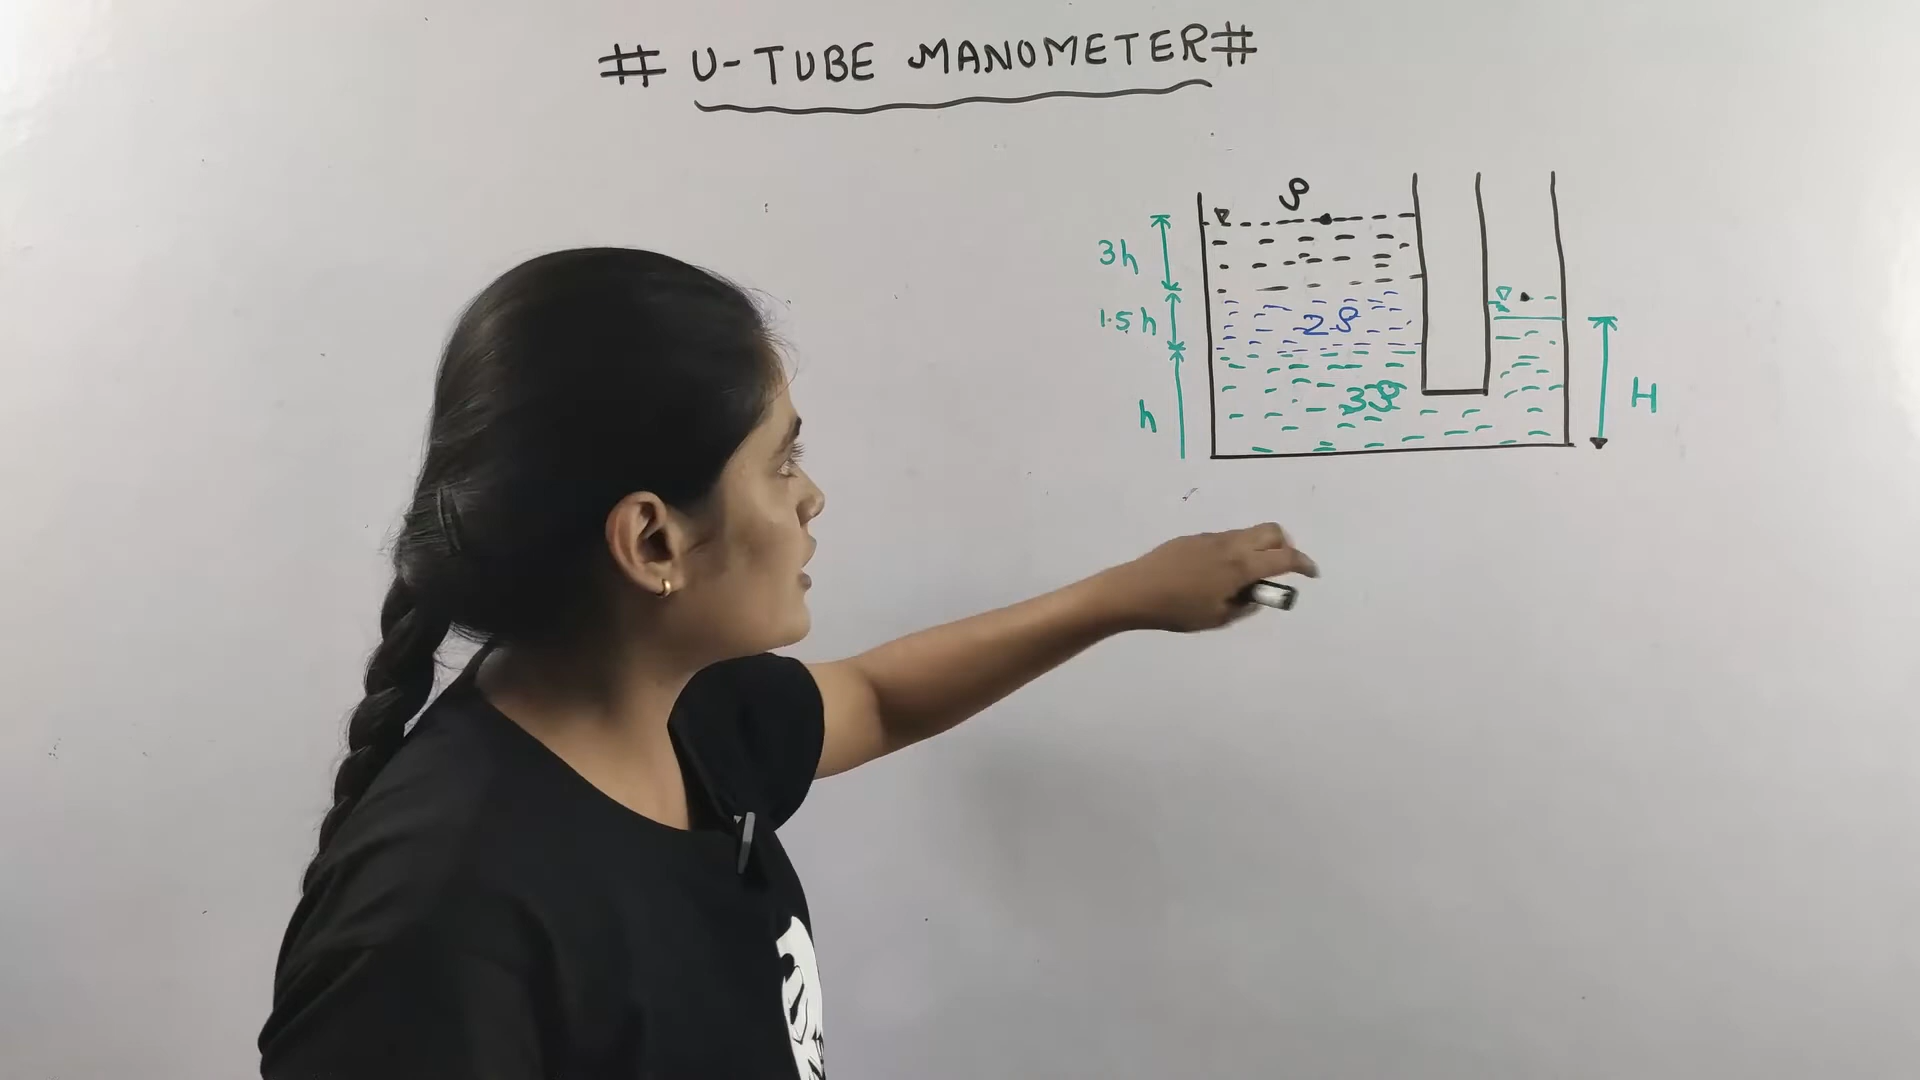 # U-TUBE MANOMETER #
ρ
3h
1.5h
2ρ
h
3ρ
H